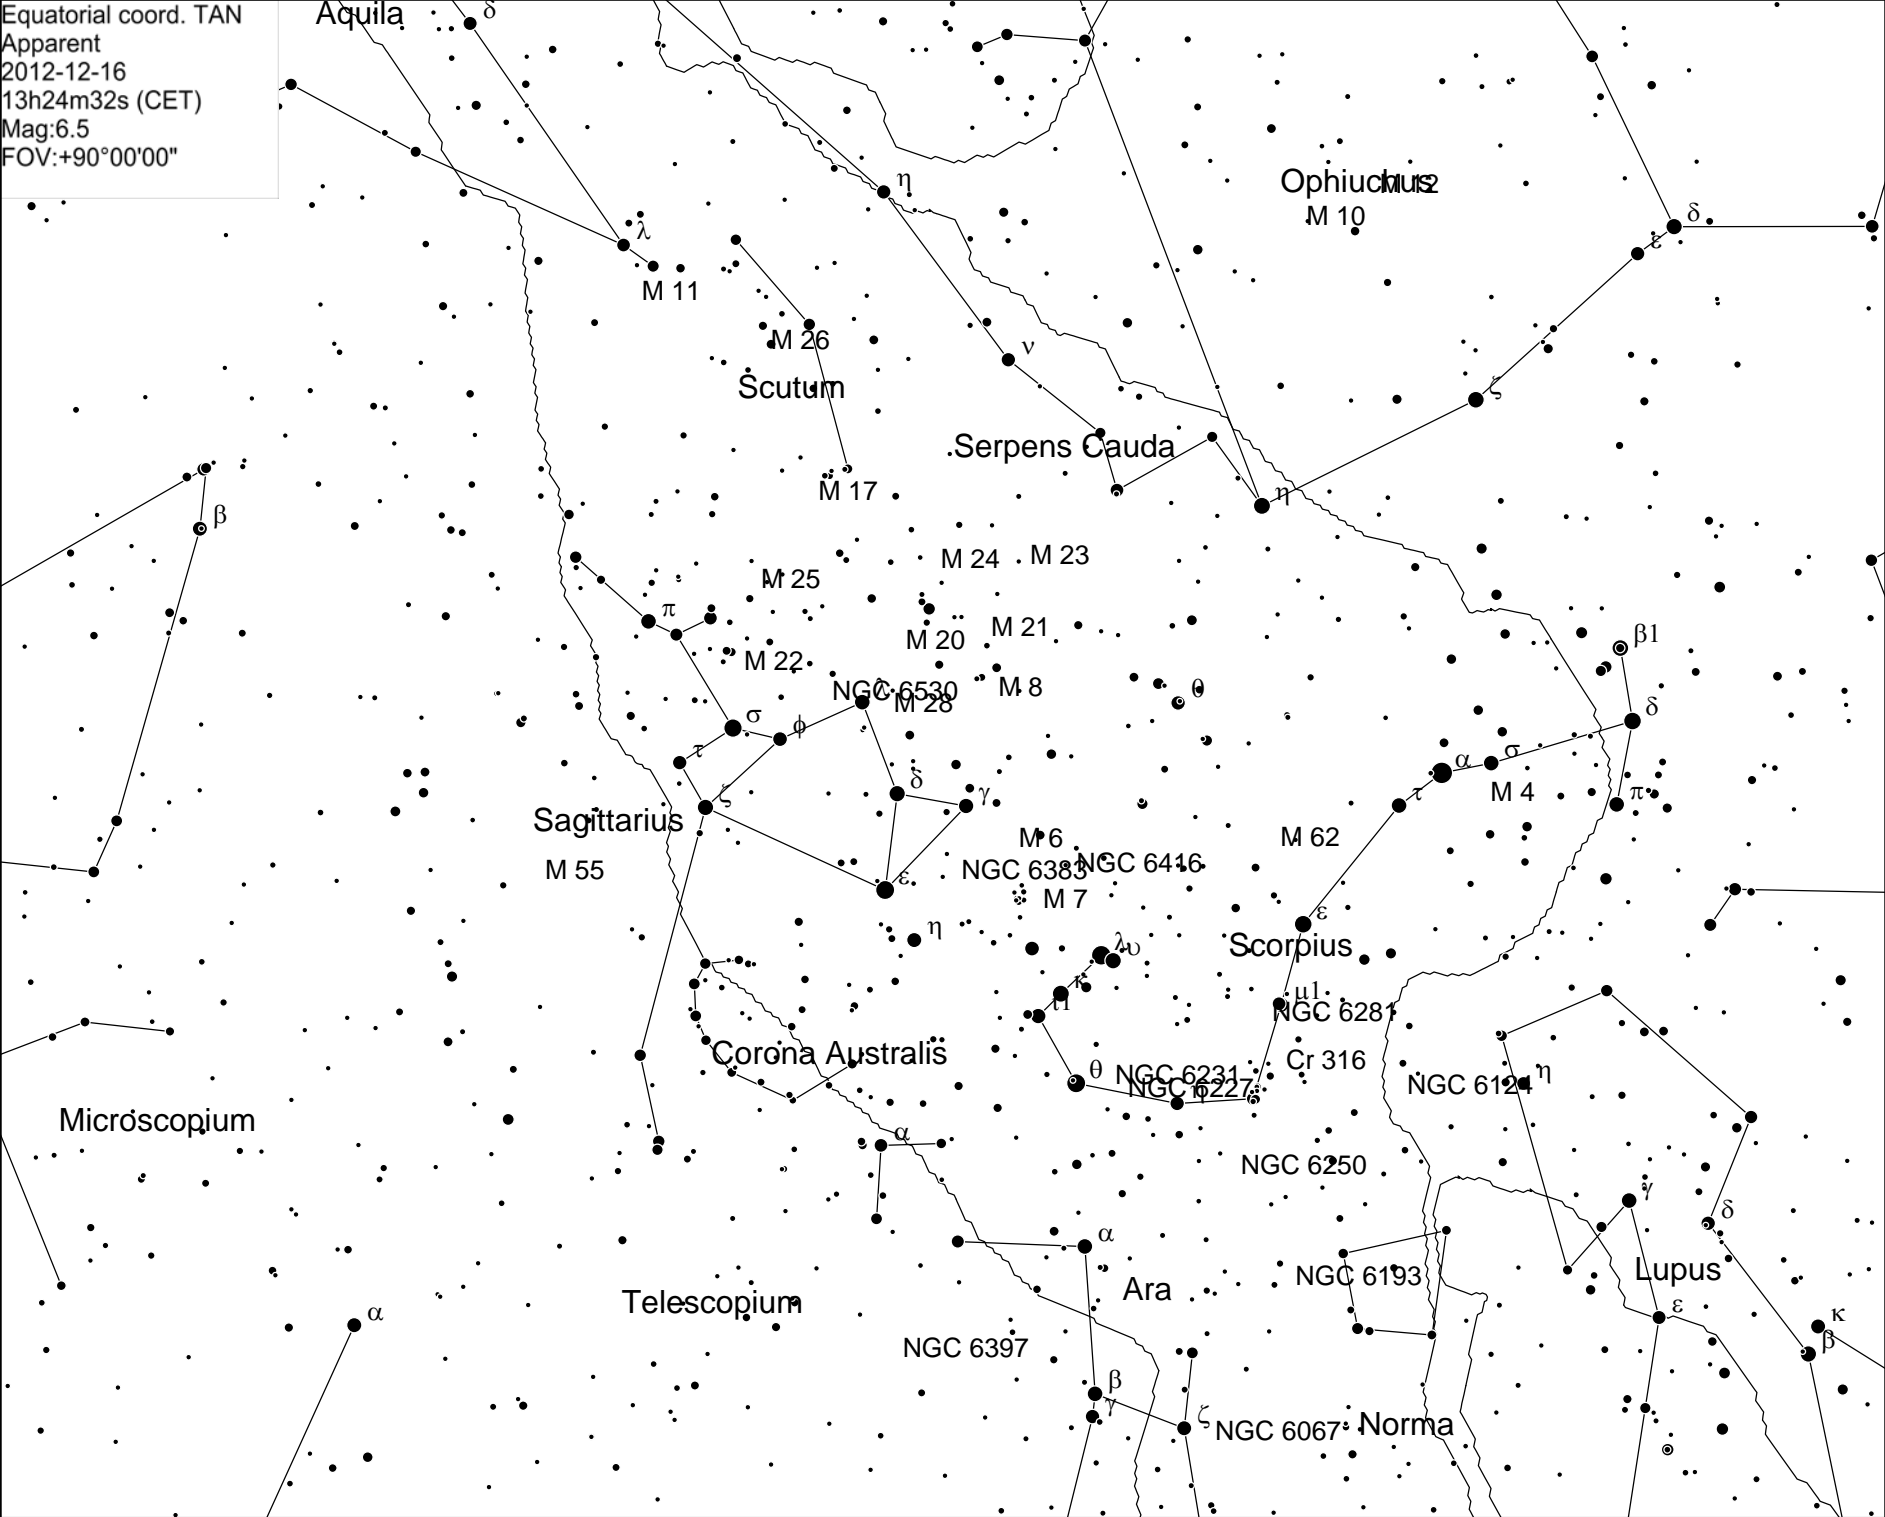 Equatorial coord. TAN
Apparent
2012-12-16
13h24m32s (CET)
Mag:6.5
FOV:+90°00'00"
Aquila
δ
η
Ophiuchus
M 12
M 10
δ
ε
λ
M 11
M 26
ν
Scutum
ζ
Serpens Cauda
M 17
η
β
M 24
M 23
M 25
π
M 21
M 20
β1
M 22
λ
NGC 6530
M 8
θ
M 28
σ
ϕ
δ
τ
σ
α
δ
ζ
γ
M 4
τ
π
Sagittarius
M 6
M 62
M 55
NGC 6383
NGC 6416
ε
M 7
ε
η
λ
υ
Scorpius
κ
ι1
μ1
NGC 6281
Corona Australis
Cr 316
θ
NGC 6231
η
NGC 6227
η
NGC 6124
Microscopium
α
NGC 6250
γ
δ
α
NGC 6193
Lupus
Ara
Telescopium
α
ε
κ
β
NGC 6397
β
γ
ζ
NGC 6067
Norma